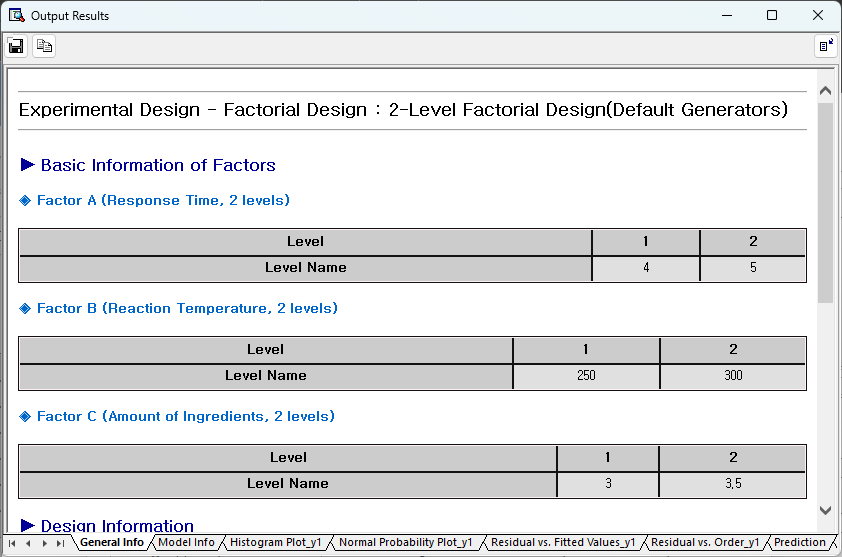 Output Results
Experimental Design - Factorial Design : 2-Level Factorial Design(Default Generators)
Basic Information of Factors
Factor A (Response Time, 2 levels)
Level 1 2
Level Name 4 5
Factor B (Reaction Temperature, 2 levels)
Level 1 2
Level Name 250 300
Factor C (Amount of Ingredients, 2 levels)
Level 1 2
Level Name 3 3.5
Design Information
General Info Model Info Histogram Plot_y1 Normal Probability Plot_y1 Residual vs. Fitted Values_y1 Residual vs. Order_y1 Prediction